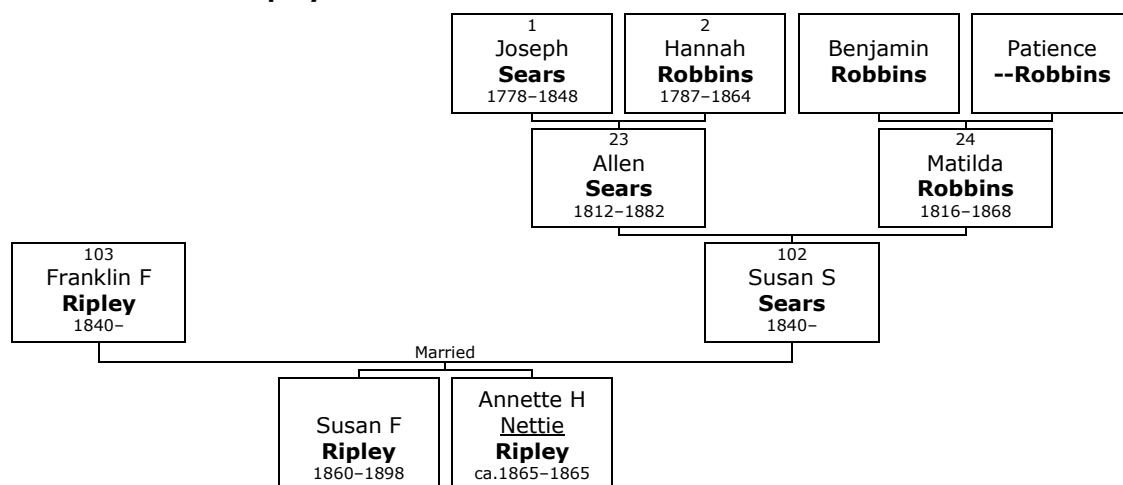 1
Joseph
Sears
1778–1848
2
Hannah
Robbins
1787–1864
Benjamin
Robbins
Patience
--Robbins
23
Allen
Sears
1812–1882
24
Matilda
Robbins
1816–1868
103
Franklin F
Ripley
1840–
102
Susan S
Sears
1840–
Married
Susan F
Ripley
1860–1898
Annette H
Nettie
Ripley
ca.1865–1865